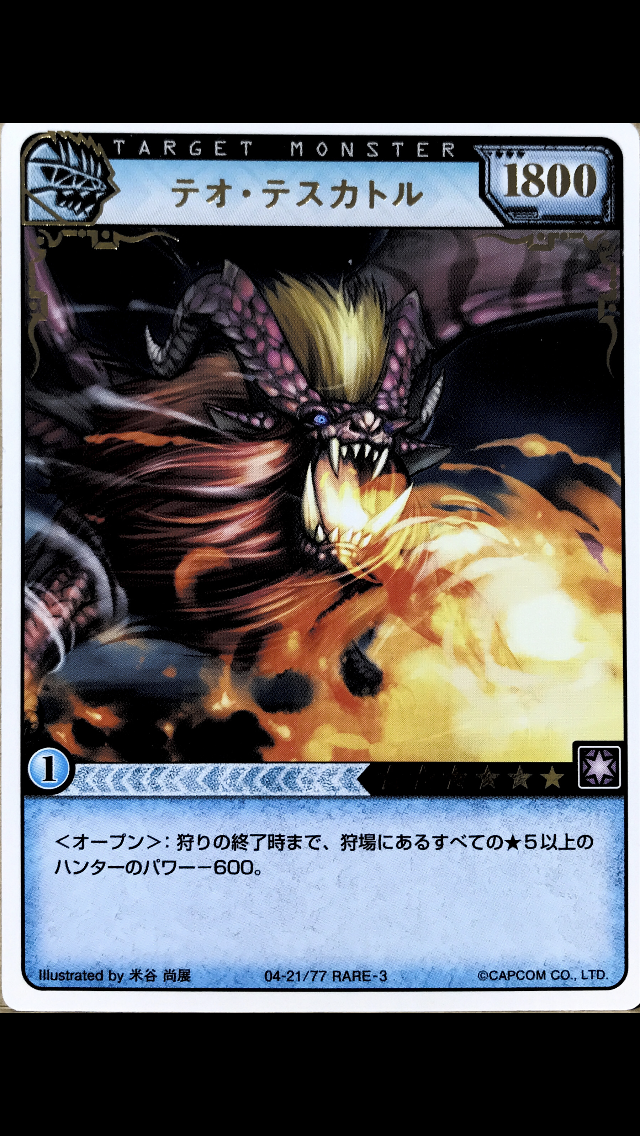 TARGET MONSTER
テオ・テスカトル
1800
1
<オープン>：狩りの終了時まで、狩場にあるすべての★5以上の
ハンターのパワー－600。
Illustrated by 米谷 尚展
04-21/77 RARE-3
©CAPCOM CO., LTD.